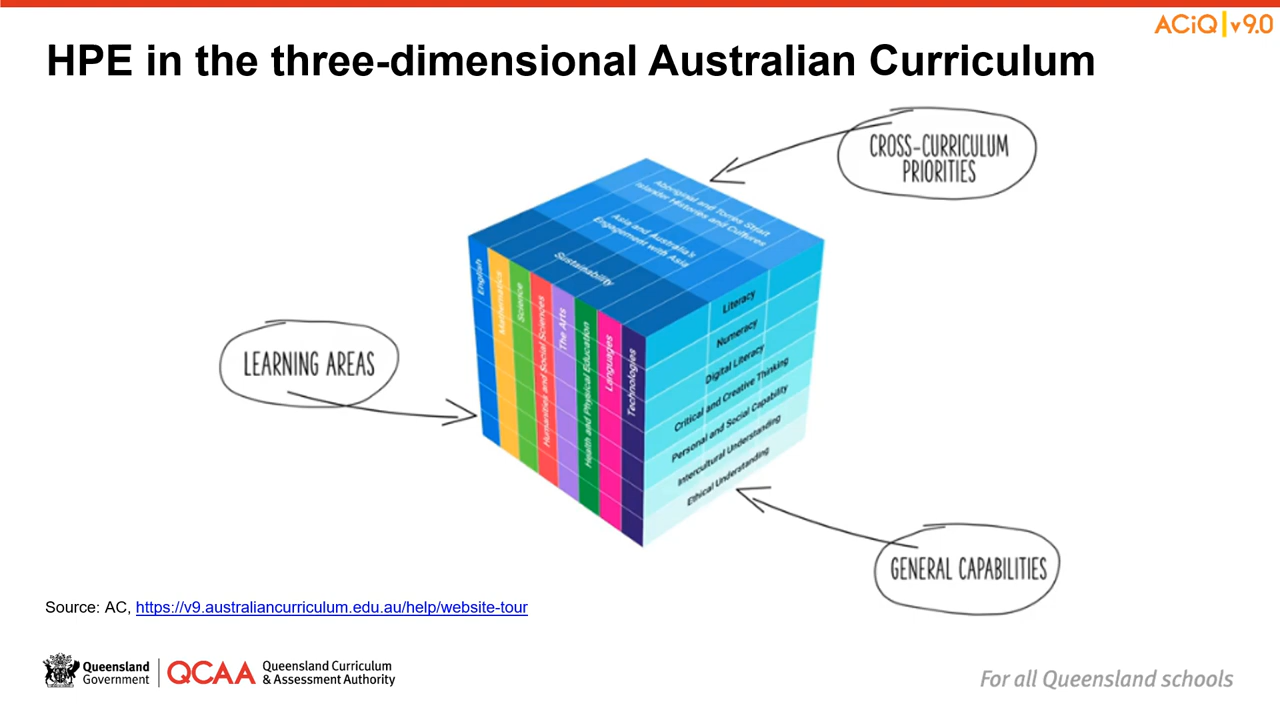 ACiQ v9.0
HPE in the three-dimensional Australian Curriculum
CROSS-CURRICULUM
PRIORITIES
Aboriginal and Torres Strait
Islander Histories and Cultures
Asia and Australia's
Engagement with Asia
Sustainability
LEARNING AREAS
English
Mathematics
Science
Humanities and Social Sciences
The Arts
Health and Physical Education
Languages
Technologies
Literacy
Numeracy
Digital Literacy
Critical and Creative Thinking
Personal and Social Capability
Intercultural Understanding
Ethical Understanding
GENERAL CAPABILITIES
Source: AC, https://v9.australiancurriculum.edu.au/help/website-tour
Queensland
Government
QCAA
Queensland Curriculum
& Assessment Authority
For all Queensland schools